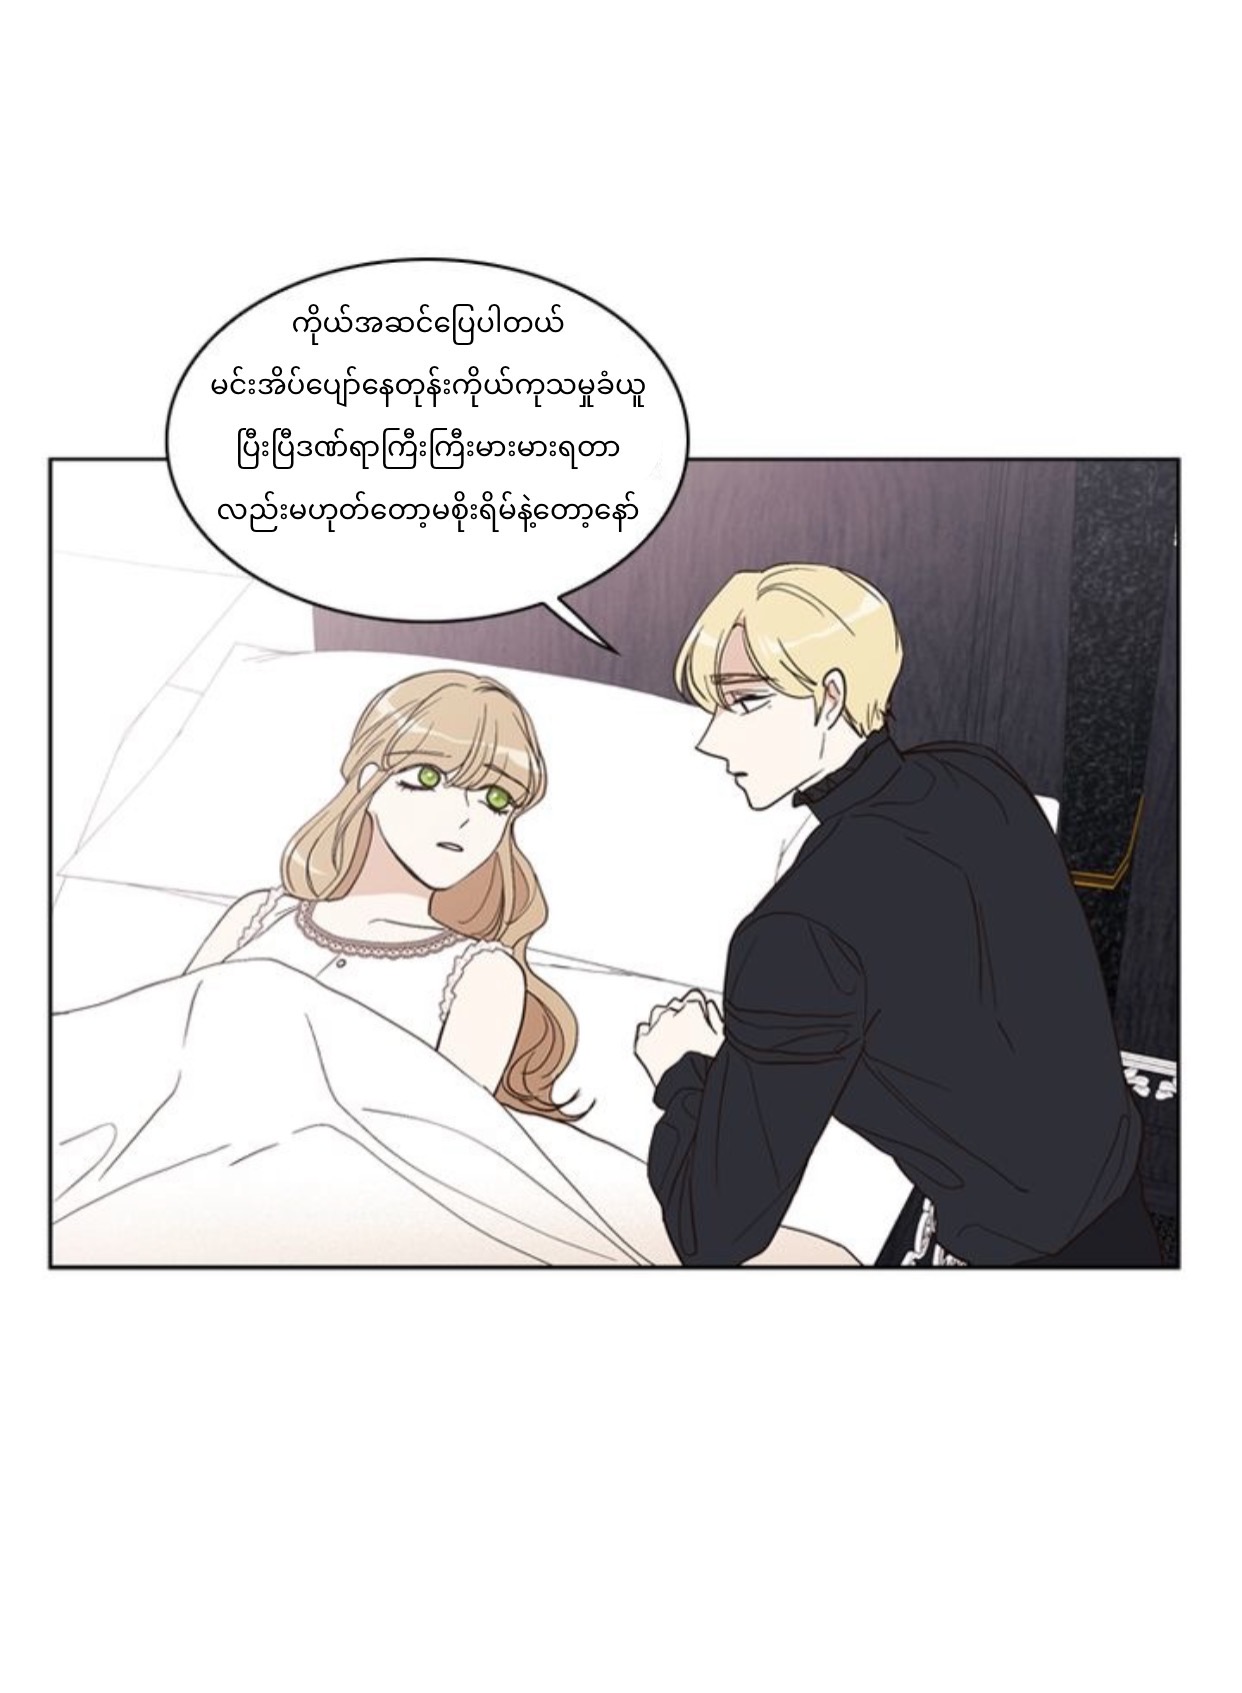 ကိုယ်အဆင်ပြေပါတယ်
မင်းအိပ်ပျော်နေတုန်းကိုယ်ကုသမှုခံယူ
ပြီးပြီဒဏ်ရာကြီးကြီးမားမားရတာ
လည်းမဟုတ်တော့မစိုးရိမ်နဲ့တော့နော်